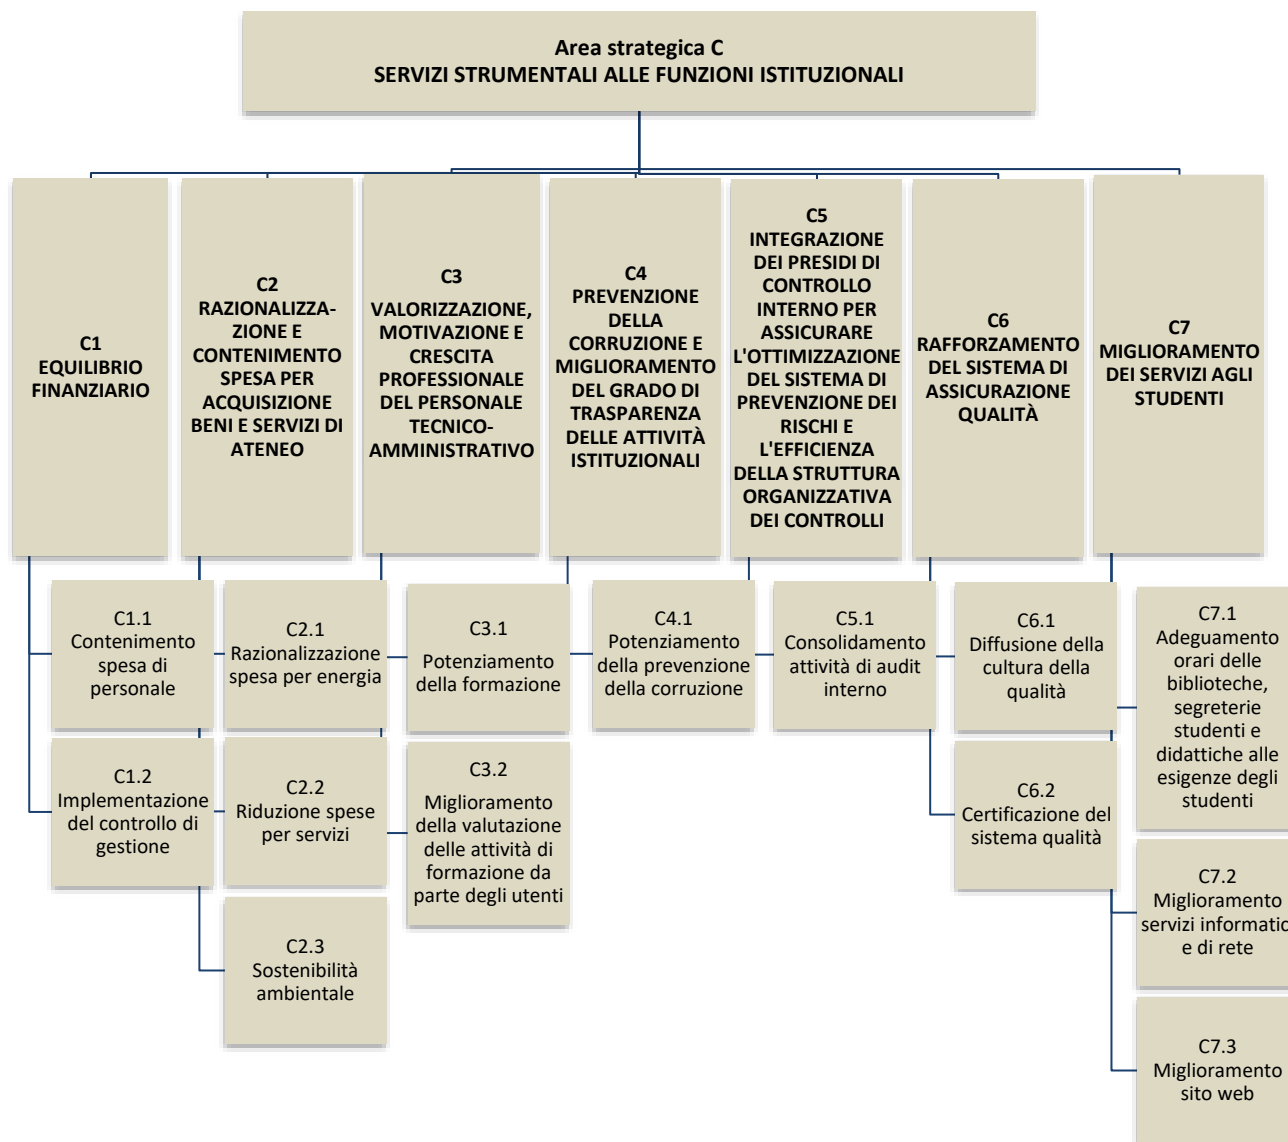 Area strategica C
SERVIZI STRUMENTALI ALLE FUNZIONI ISTITUZIONALI
C1
EQUILIBRIO
FINANZIARIO
C2
RAZIONALIZZA-
ZIONE E
CONTENIMENTO
SPESA PER
ACQUISIZIONE
BENI E SERVIZI DI
ATENEO
C3
VALORIZZAZIONE,
MOTIVAZIONE E
CRESCITA
PROFESSIONALE
DEL PERSONALE
TECNICO-
AMMINISTRATIVO
C4
PREVENZIONE
DELLA
CORRUZIONE E
MIGLIORAMENTO
DEL GRADO DI
TRASPARENZA
DELLE ATTIVITÀ
ISTITUZIONALI
C5
INTEGRAZIONE
DEI PRESIDI DI
CONTROLLO
INTERNO PER
ASSICURARE
L'OTTIMIZZAZIONE
DEL SISTEMA DI
PREVENZIONE DEI
RISCHI E
L'EFFICIENZA
DELLA STRUTTURA
ORGANIZZATIVA
DEI CONTROLLI
C6
RAFFORZAMENTO
DEL SISTEMA DI
ASSICURAZIONE
QUALITÀ
C7
MIGLIORAMENTO
DEI SERVIZI AGLI
STUDENTI
C1.1
Contenimento
spesa di
personale
C1.2
Implementazione
del controllo di
gestione
C2.1
Razionalizzazione
spesa per energia
C2.2
Riduzione spese
per servizi
C2.3
Sostenibilità
ambientale
C3.1
Potenziamento
della formazione
C3.2
Miglioramento
della valutazione
delle attività di
formazione da
parte degli utenti
C4.1
Potenziamento
della prevenzione
della corruzione
C5.1
Consolidamento
attività di audit
interno
C6.1
Diffusione della
cultura della
qualità
C6.2
Certificazione del
sistema qualità
C7.1
Adeguamento
orari delle
biblioteche,
segreterie
studenti e
didattiche alle
esigenze degli
studenti
C7.2
Miglioramento
servizi informatic
e di rete
C7.3
Miglioramento
sito web